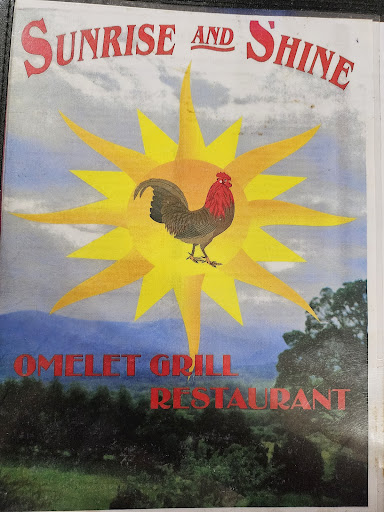 SUNRISE AND SHINE
OMELET GRILL
RESTAURANT